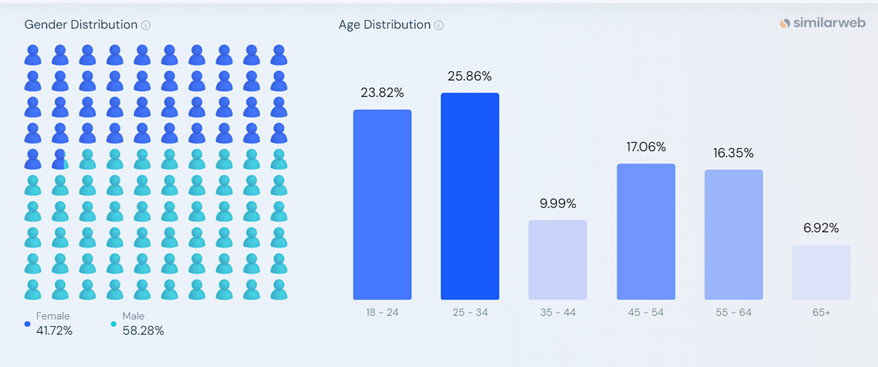 Gender Distribution
Female
41.72%
Male
58.28%
Age Distribution
similarweb
23.82%
25.86%
9.99%
17.06%
16.35%
6.92%
18 - 24
25 - 34
35 - 44
45 - 54
55 - 64
65+